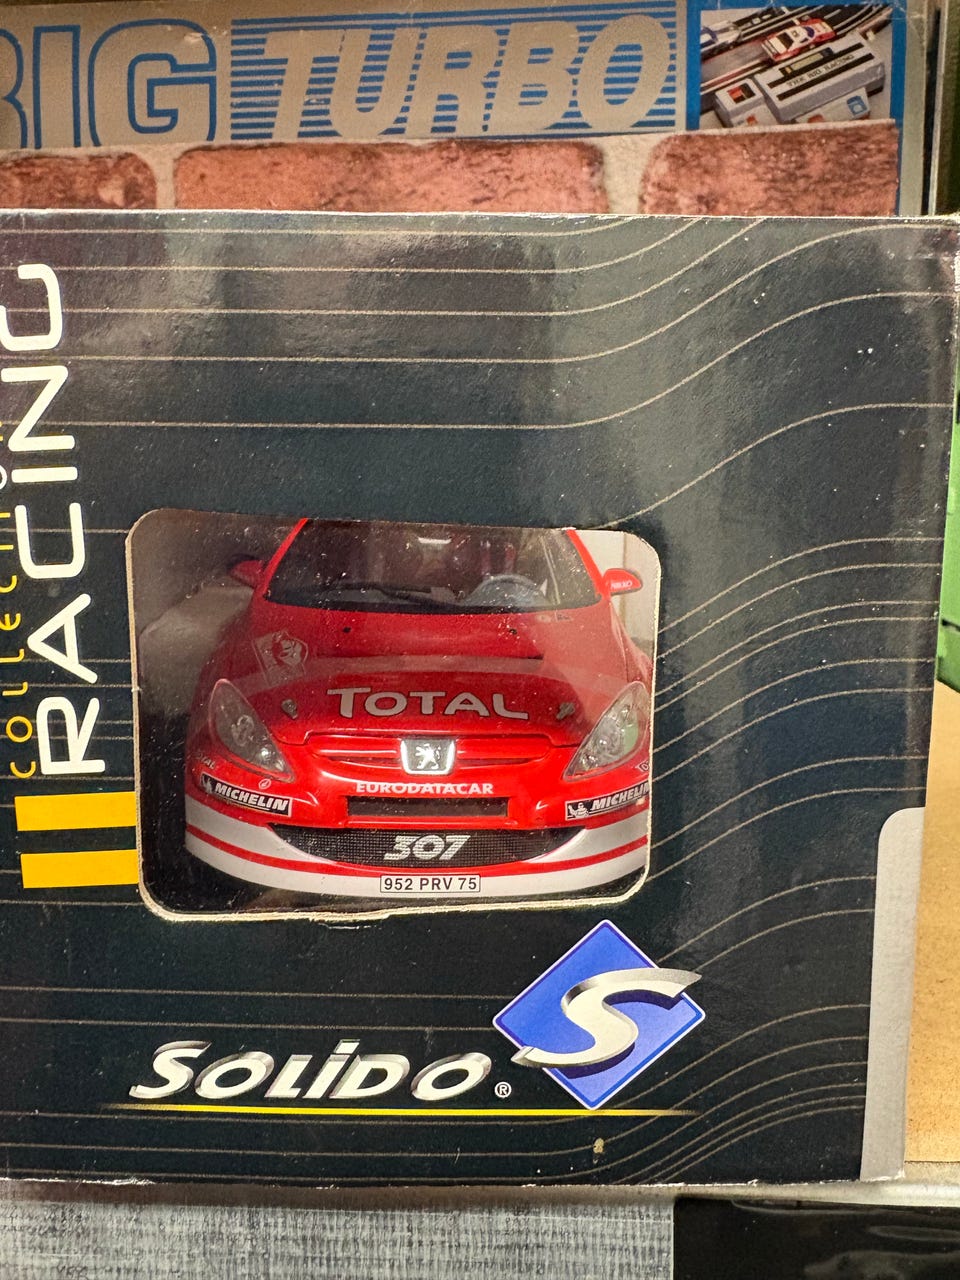 BIG TURBO
COLLECTION
RACING
TOTAL
EURODATACAR
MICHELIN
MICHELIN
307
952 PRV 75
SOLIDO®
S